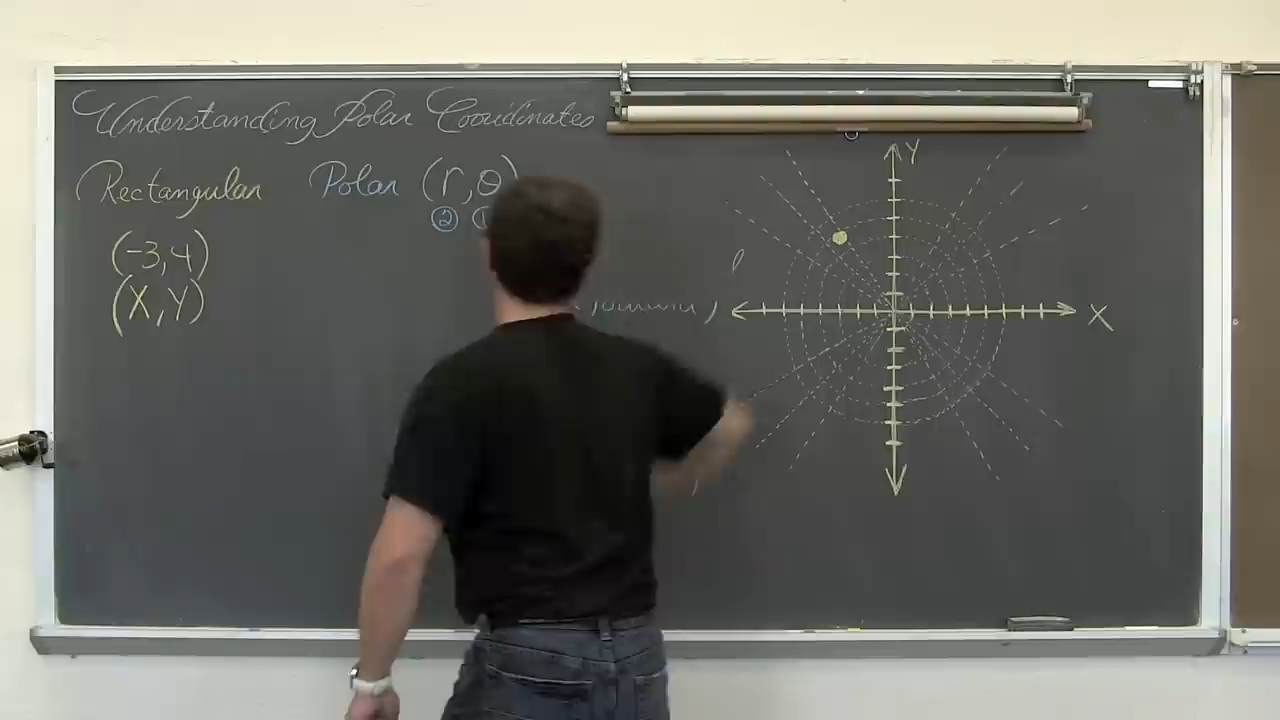 Understanding Polar Coordinates
Rectangular
(-3,4)
(X,Y)
Polar (r,θ)
② ①
Y
X